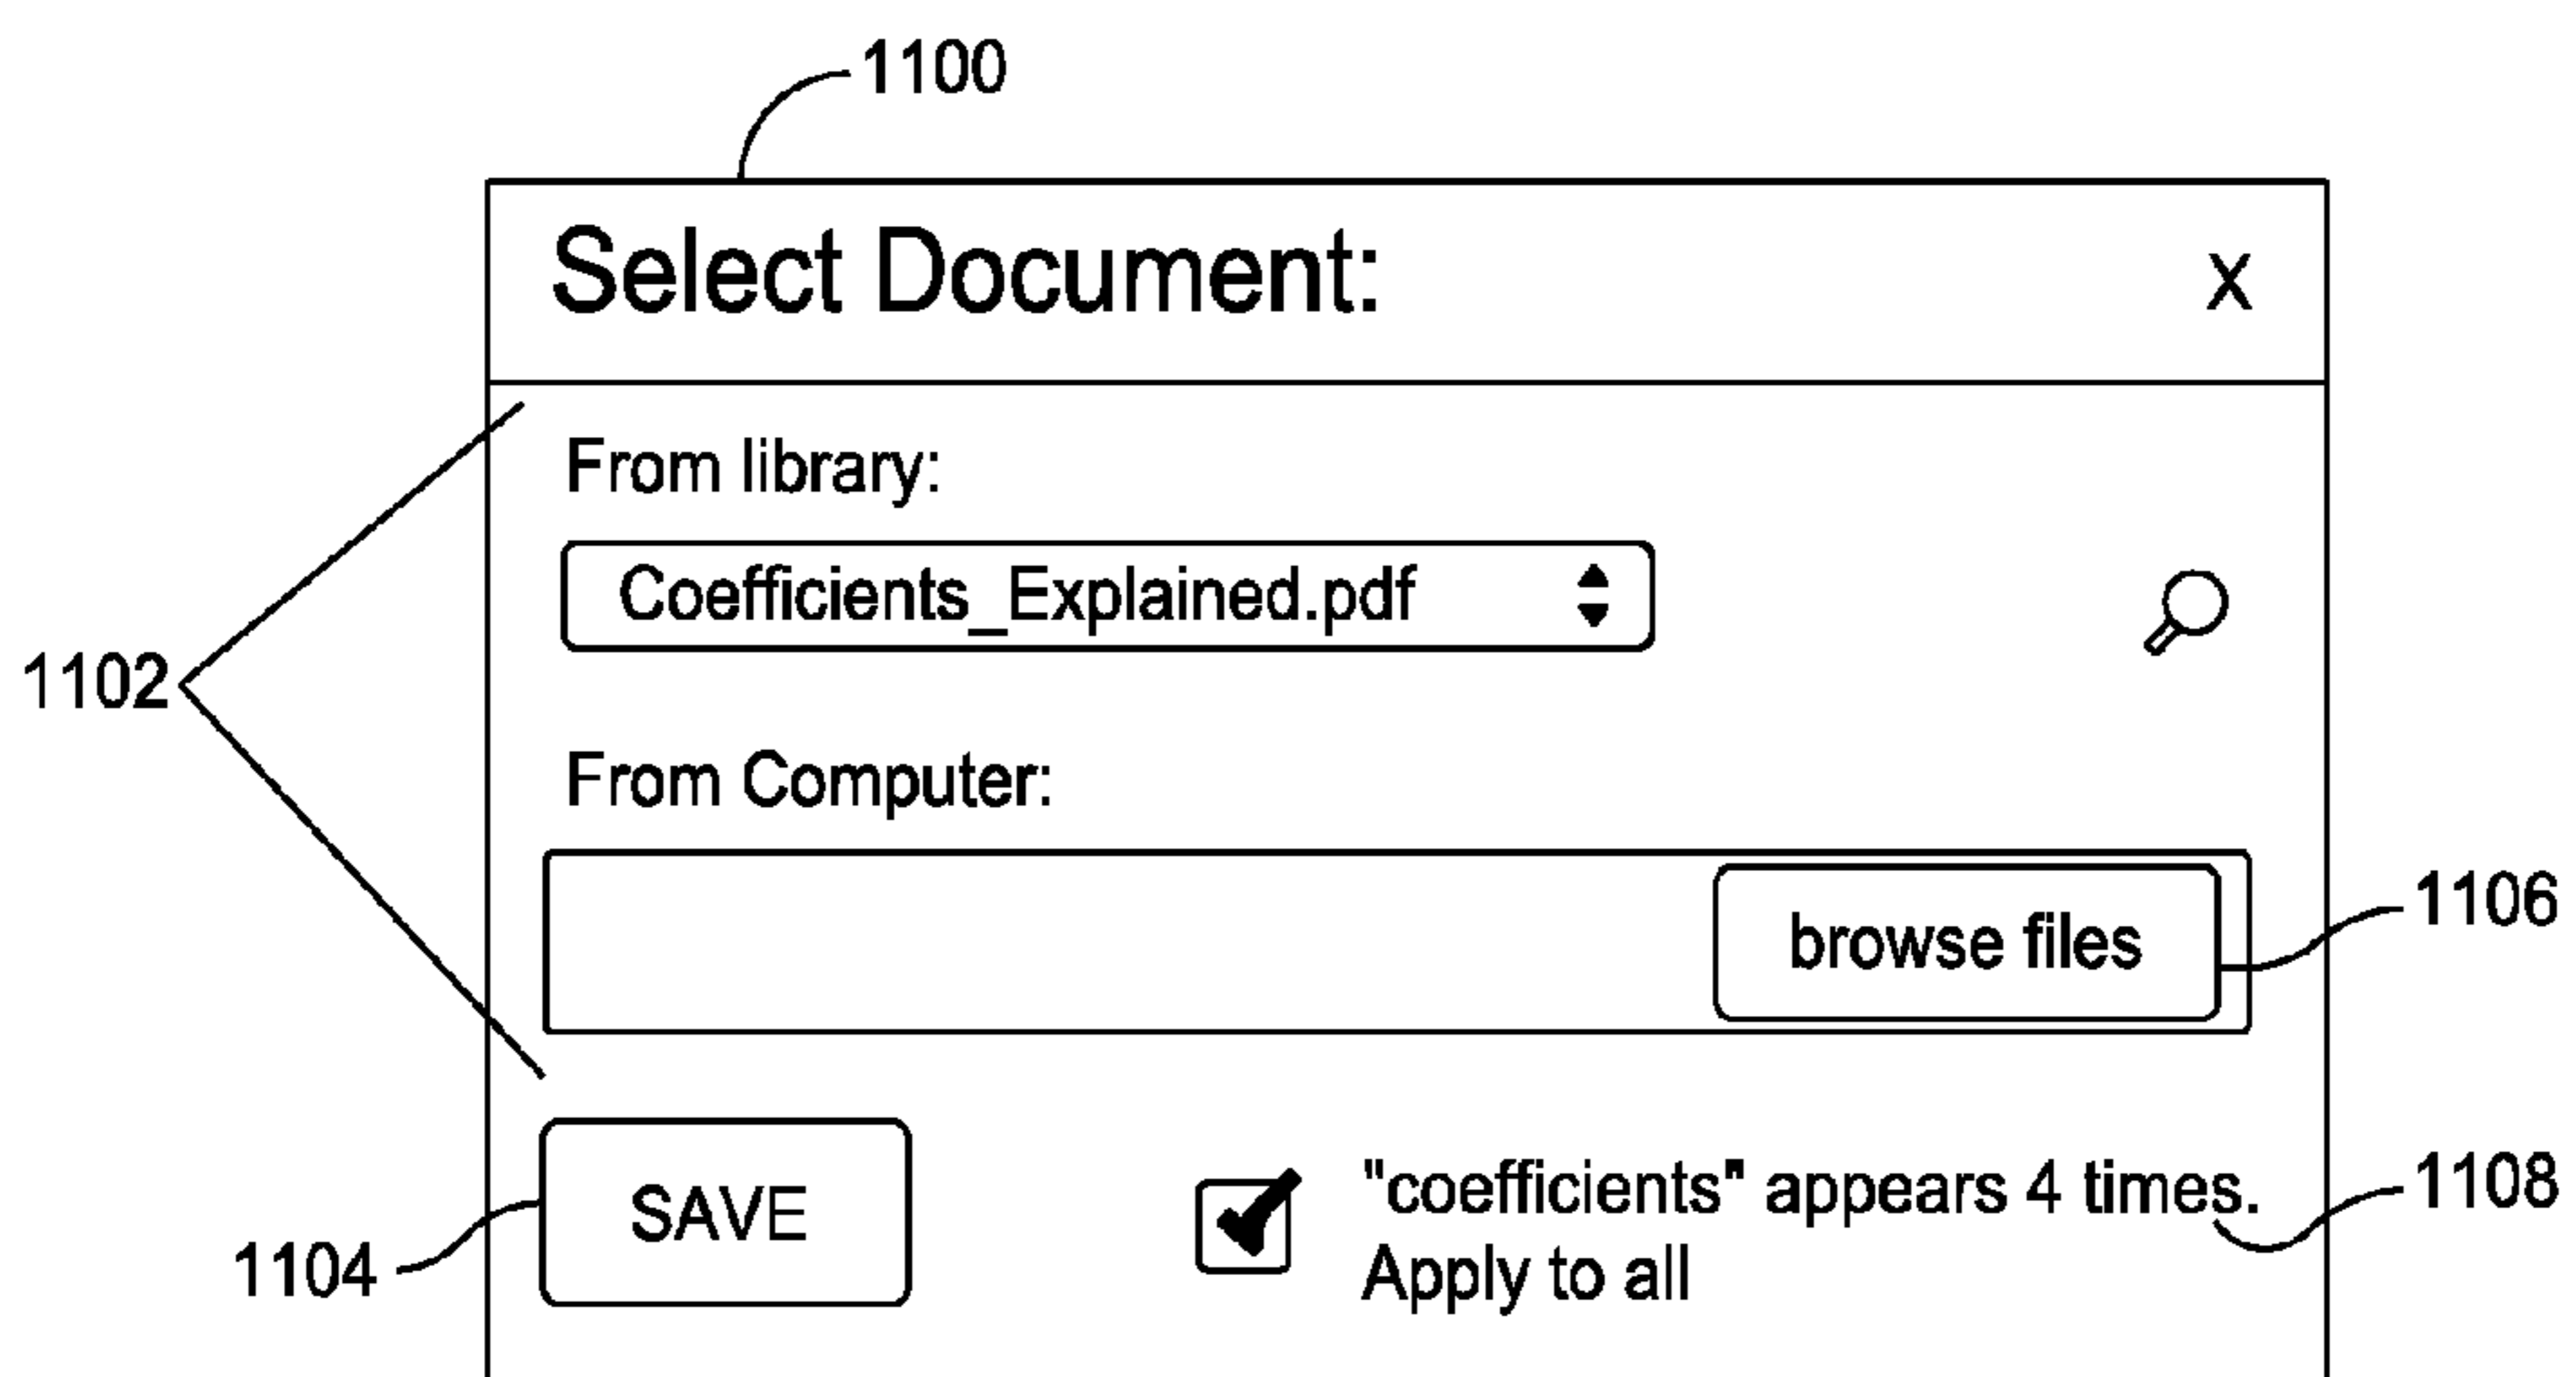 1100
Select Document: X
From library:
Coefficients_Explained.pdf
1102
From Computer:
browse files
1106
SAVE
"coefficients" appears 4 times.
Apply to all
1108
1104